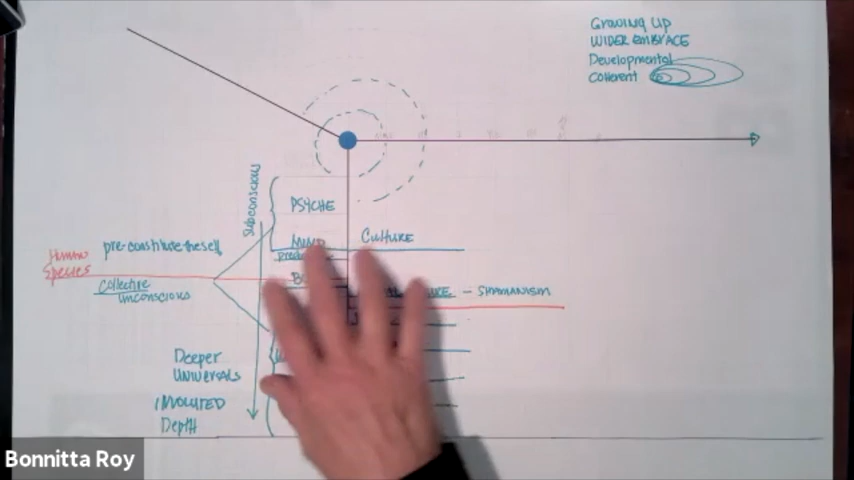 Growing Up
WIDER EMBRACE
Developmental
Coherent
SUBCONSCIOUS
PSYCHE
MIND
CULTURE
pre-constitute the self
Human
Species
Collective
Unconscious
- SHAMANISM
Deeper
UNIVERSALS
INVOLUTED
Depth
Bonnitta Roy